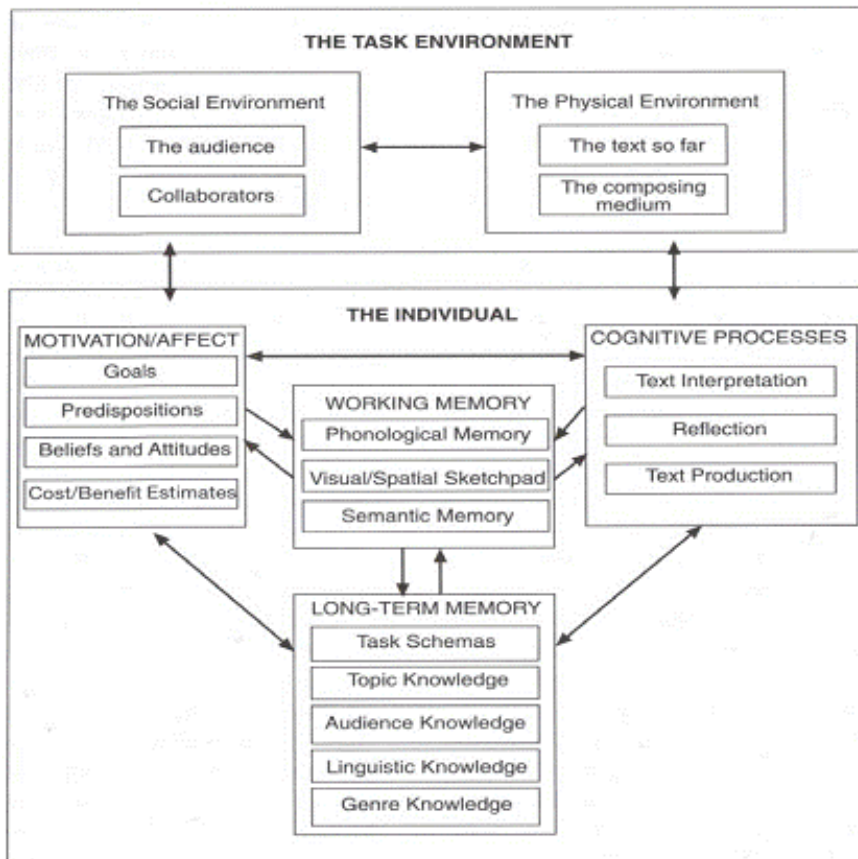 THE TASK ENVIRONMENT
The Social Environment
The audience
Collaborators
The Physical Environment
The text so far
The composing
medium
THE INDIVIDUAL
MOTIVATION/AFFECT
Goals
Predispositions
Beliefs and Attitudes
Cost/Benefit Estimates
WORKING MEMORY
Phonological Memory
Visual/Spatial Sketchpad
Semantic Memory
COGNITIVE PROCESSES
Text Interpretation
Reflection
Text Production
LONG-TERM MEMORY
Task Schemas
Topic Knowledge
Audience Knowledge
Linguistic Knowledge
Genre Knowledge